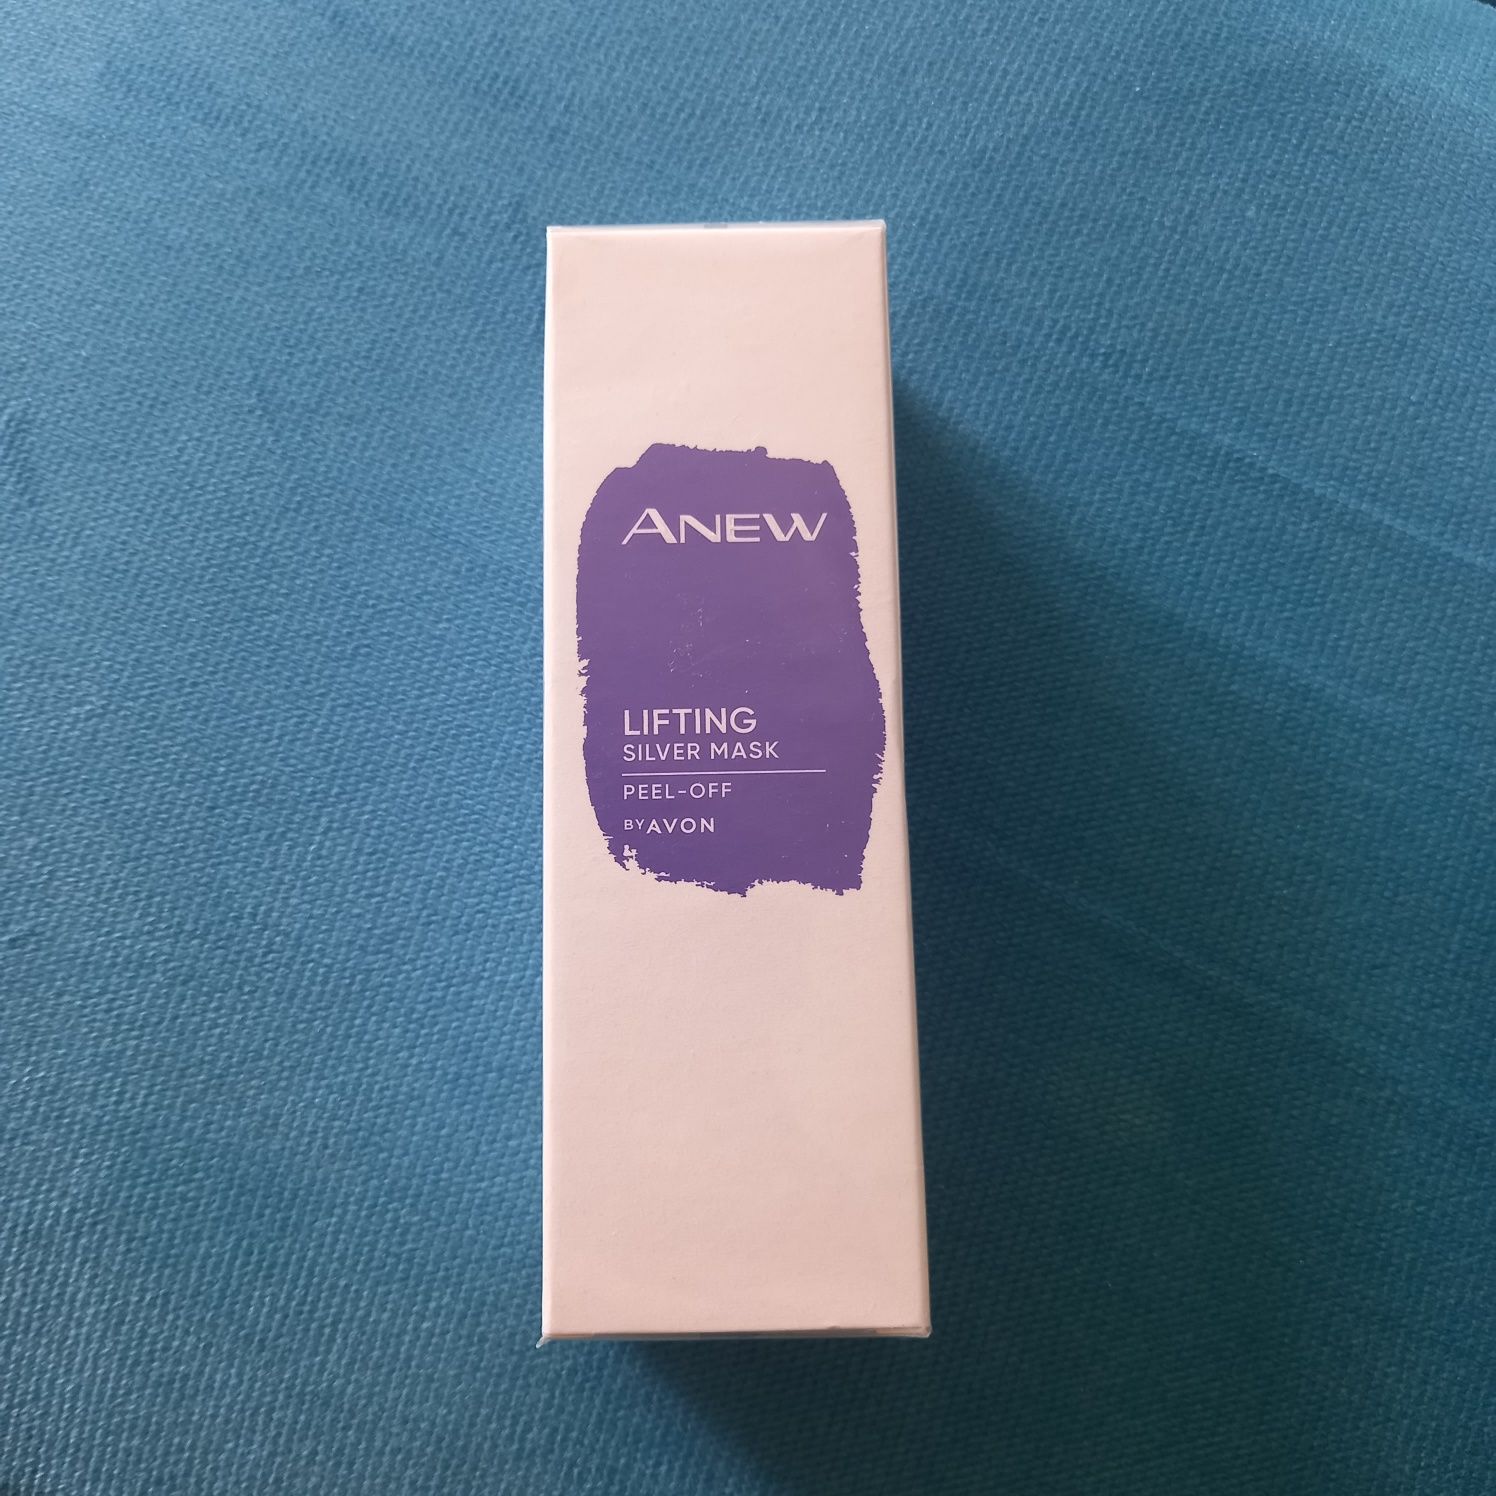 ANEW
LIFTING
SILVER MASK
PEEL-OFF
BY AVON